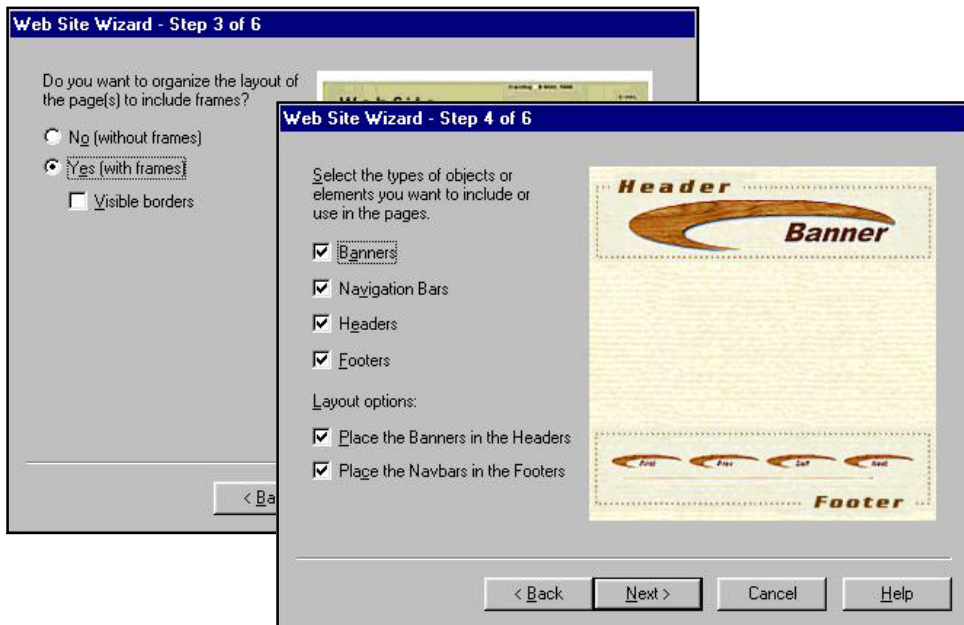 Web Site Wizard - Step 3 of 6
Do you want to organize the layout of
the page(s) to include frames?
No (without frames)
Yes (with frames)
Visible borders
< Ba
Web Site Wizard - Step 4 of 6
Select the types of objects or
elements you want to include or
use in the pages.
Banners
Navigation Bars
Headers
Footers
Layout options:
Place the Banners in the Headers
Place the Navbars in the Footers
Header
Banner
First Prev Next
Footer
< Back Next > Cancel Help